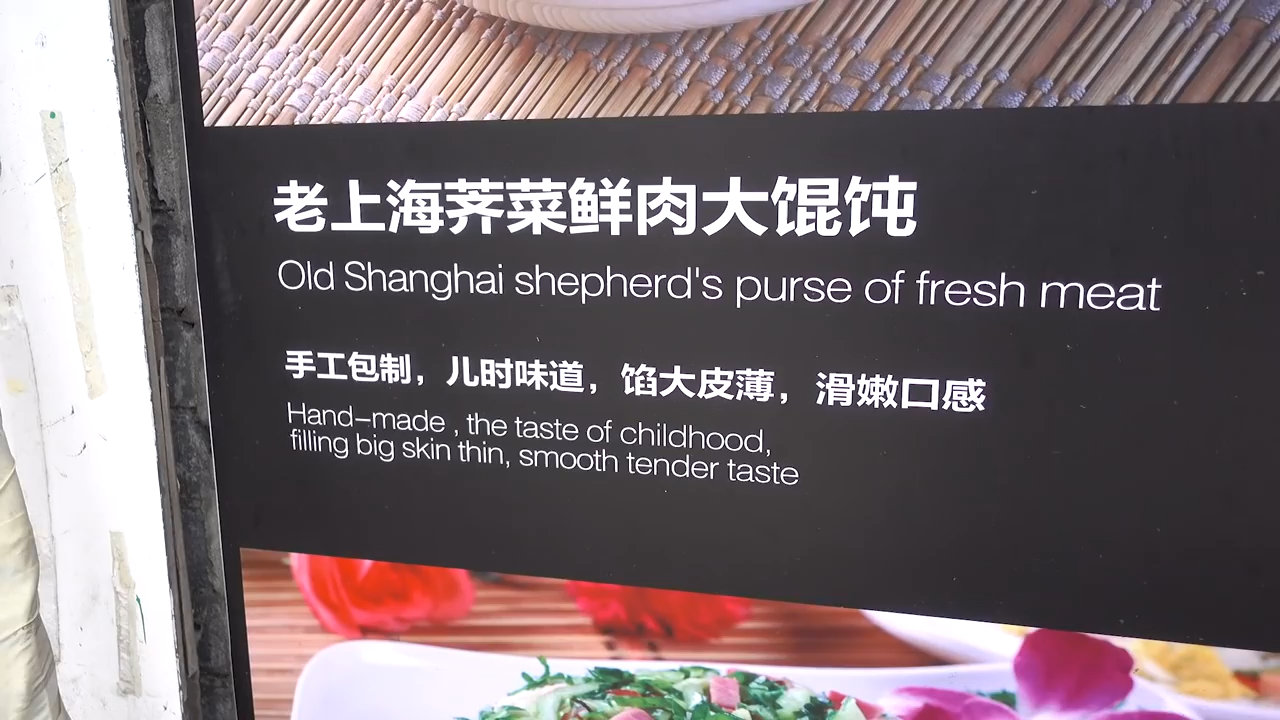 老上海荠菜鲜肉大馄饨
Old Shanghai shepherd's purse of fresh meat
手工包制，儿时味道，馅大皮薄，滑嫩口感
Hand-made , the taste of childhood,
filling big skin thin, smooth tender taste